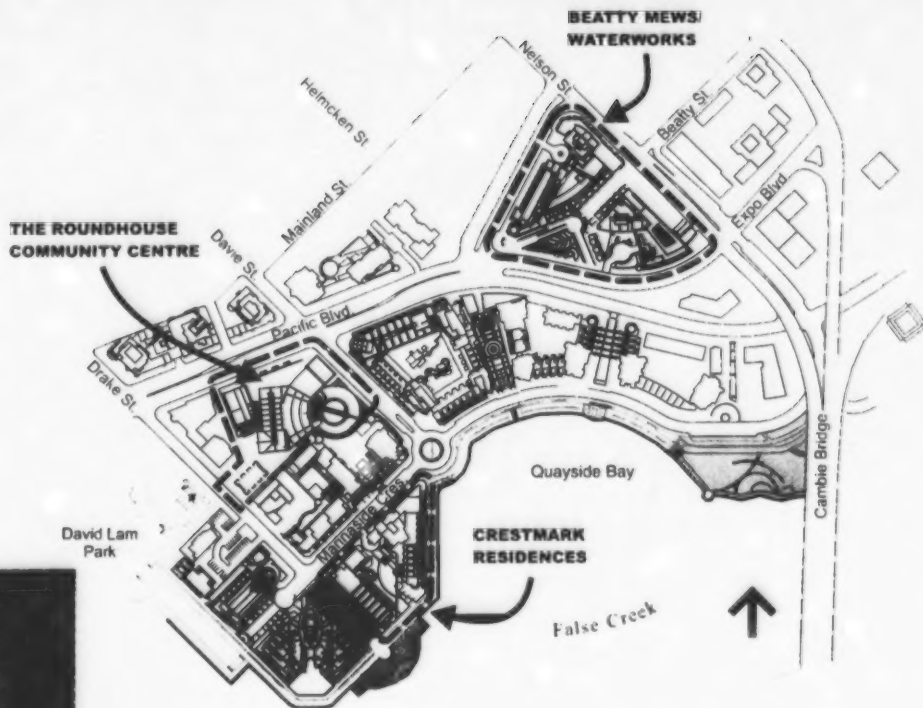 BEATTY MEWS/
WATERWORKS
Nelson St.
Helmcken St
Beatty St.
Mainland St.
Expo Blvd
THE ROUNDHOUSE
COMMUNITY CENTRE
Davie St.
Pacific Blvd.
Drake St.
Cambie Bridge
Quayside Bay
Marinaside Cres.
David Lam
Park
CRESTMARK
RESIDENCES
False Creek